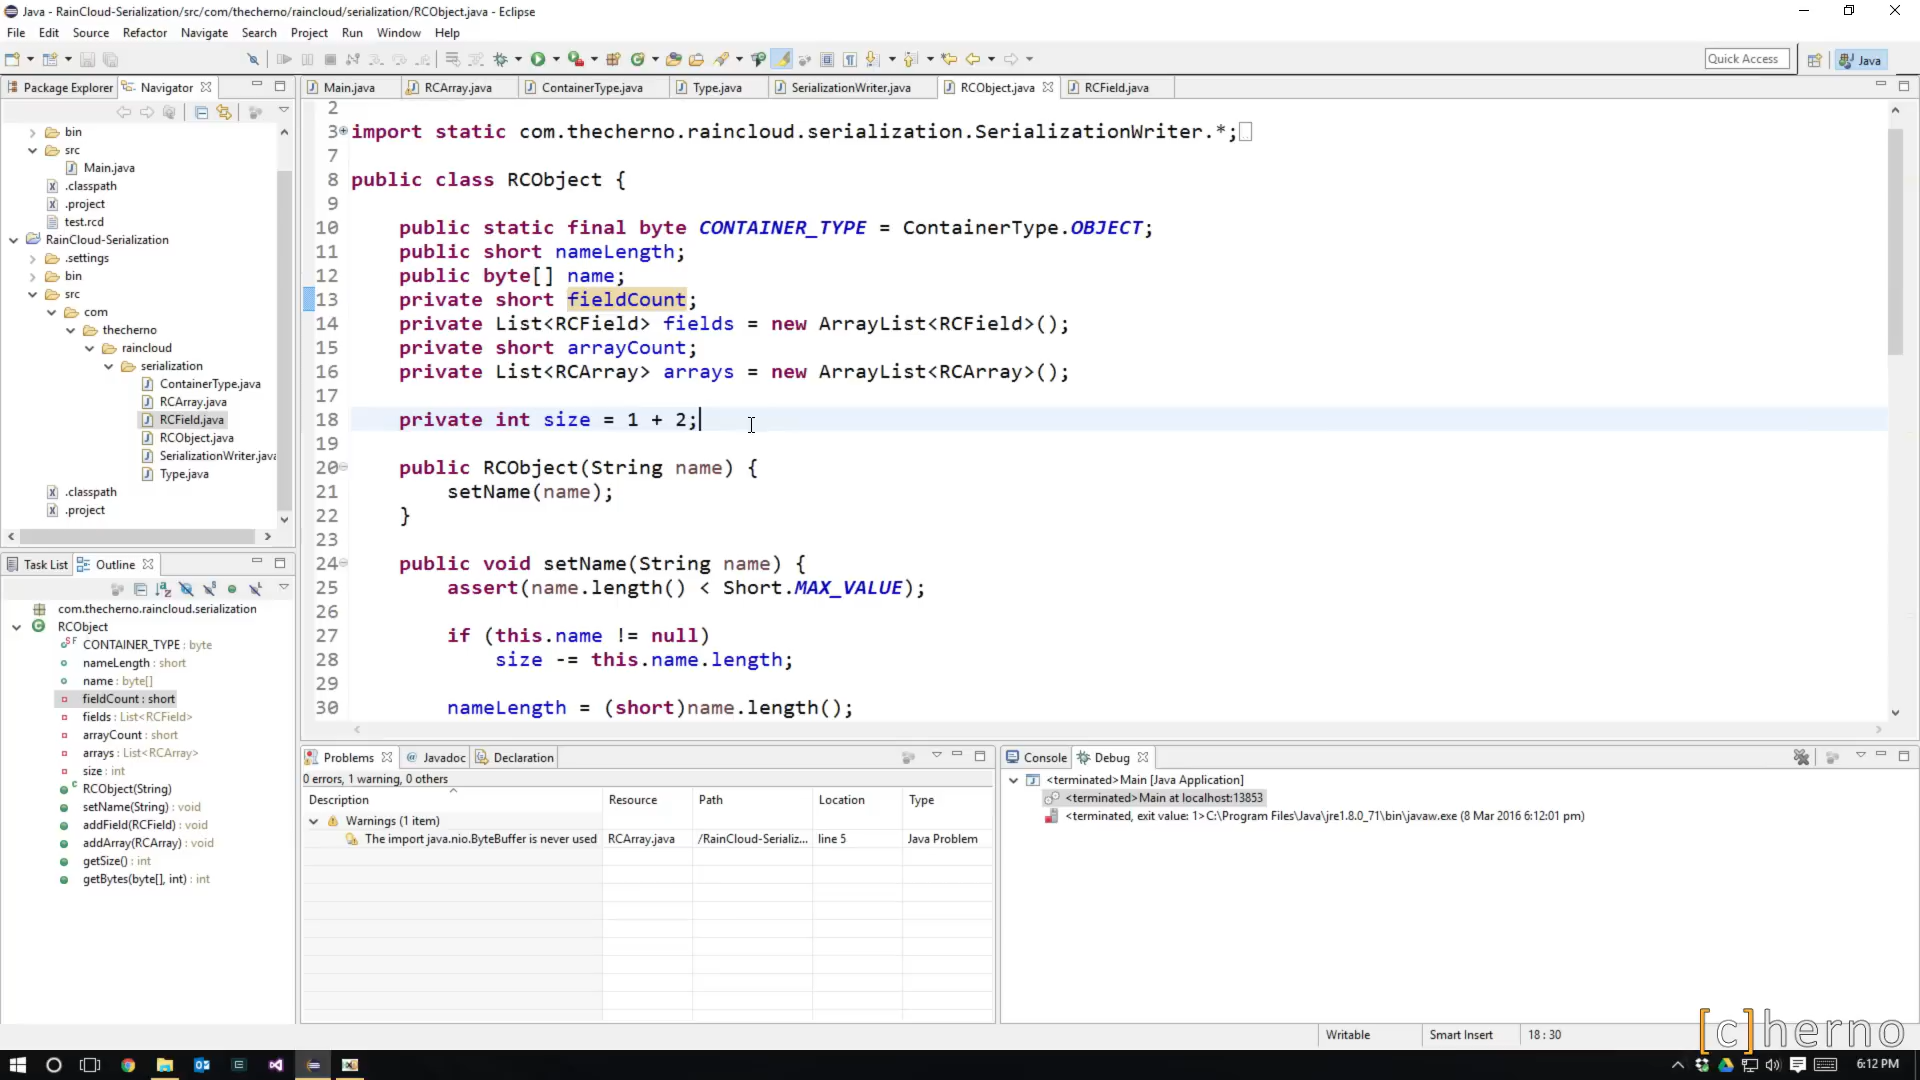 Java - RainCloud-Serialization/src/com/thecherno/raincloud/serialization/RCObject.java - Eclipse
File Edit Source Refactor Navigate Search Project Run Window Help
Quick Access Java
Package Explorer Navigator
Main.java RCArray.java ContainerType.java Type.java SerializationWriter.java RCObject.java RCField.java
bin
src
Main.java
.classpath
.project
test.rcd
RainCloud-Serialization
.settings
bin
src
com
thecherno
raincloud
serialization
ContainerType.java
RCArray.java
RCField.java
RCObject.java
SerializationWriter.java
Type.java
.classpath
.project
2
3 import static com.thecherno.raincloud.serialization.SerializationWriter.*;
7
8 public class RCObject {
9
10 public static final byte CONTAINER_TYPE = ContainerType.OBJECT;
11 public short nameLength;
12 public byte[] name;
13 private short fieldCount;
14 private List<RCField> fields = new ArrayList<RCField>();
15 private short arrayCount;
16 private List<RCArray> arrays = new ArrayList<RCArray>();
17
18 private int size = 1 + 2;
19
20 public RCObject(String name) {
21 setName(name);
22 }
23
24 public void setName(String name) {
25 assert(name.length() < Short.MAX_VALUE);
26
27 if (this.name != null)
28 size -= this.name.length;
29
30 nameLength = (short)name.length();
Task List Outline
com.thecherno.raincloud.serialization
RCObject
CONTAINER_TYPE : byte
nameLength : short
name : byte[]
fieldCount : short
fields : List<RCField>
arrayCount : short
arrays : List<RCArray>
size : int
RCObject(String)
setName(String) : void
addField(RCField) : void
addArray(RCArray) : void
getSize() : int
getBytes(byte[], int) : int
Problems Javadoc Declaration
0 errors, 1 warning, 0 others
Description Resource Path Location Type
Warnings (1 item)
The import java.nio.ByteBuffer is never used RCArray.java /RainCloud-Serializ... line 5 Java Problem
Console Debug
<terminated>Main [Java Application]
<terminated>Main at localhost:13853
<terminated, exit value: 1>C:\Program Files\Java\jre1.8.0_71\bin\javaw.exe (8 Mar 2016 6:12:01 pm)
Writable Smart Insert 18 : 30
[c]herno
6:12 PM